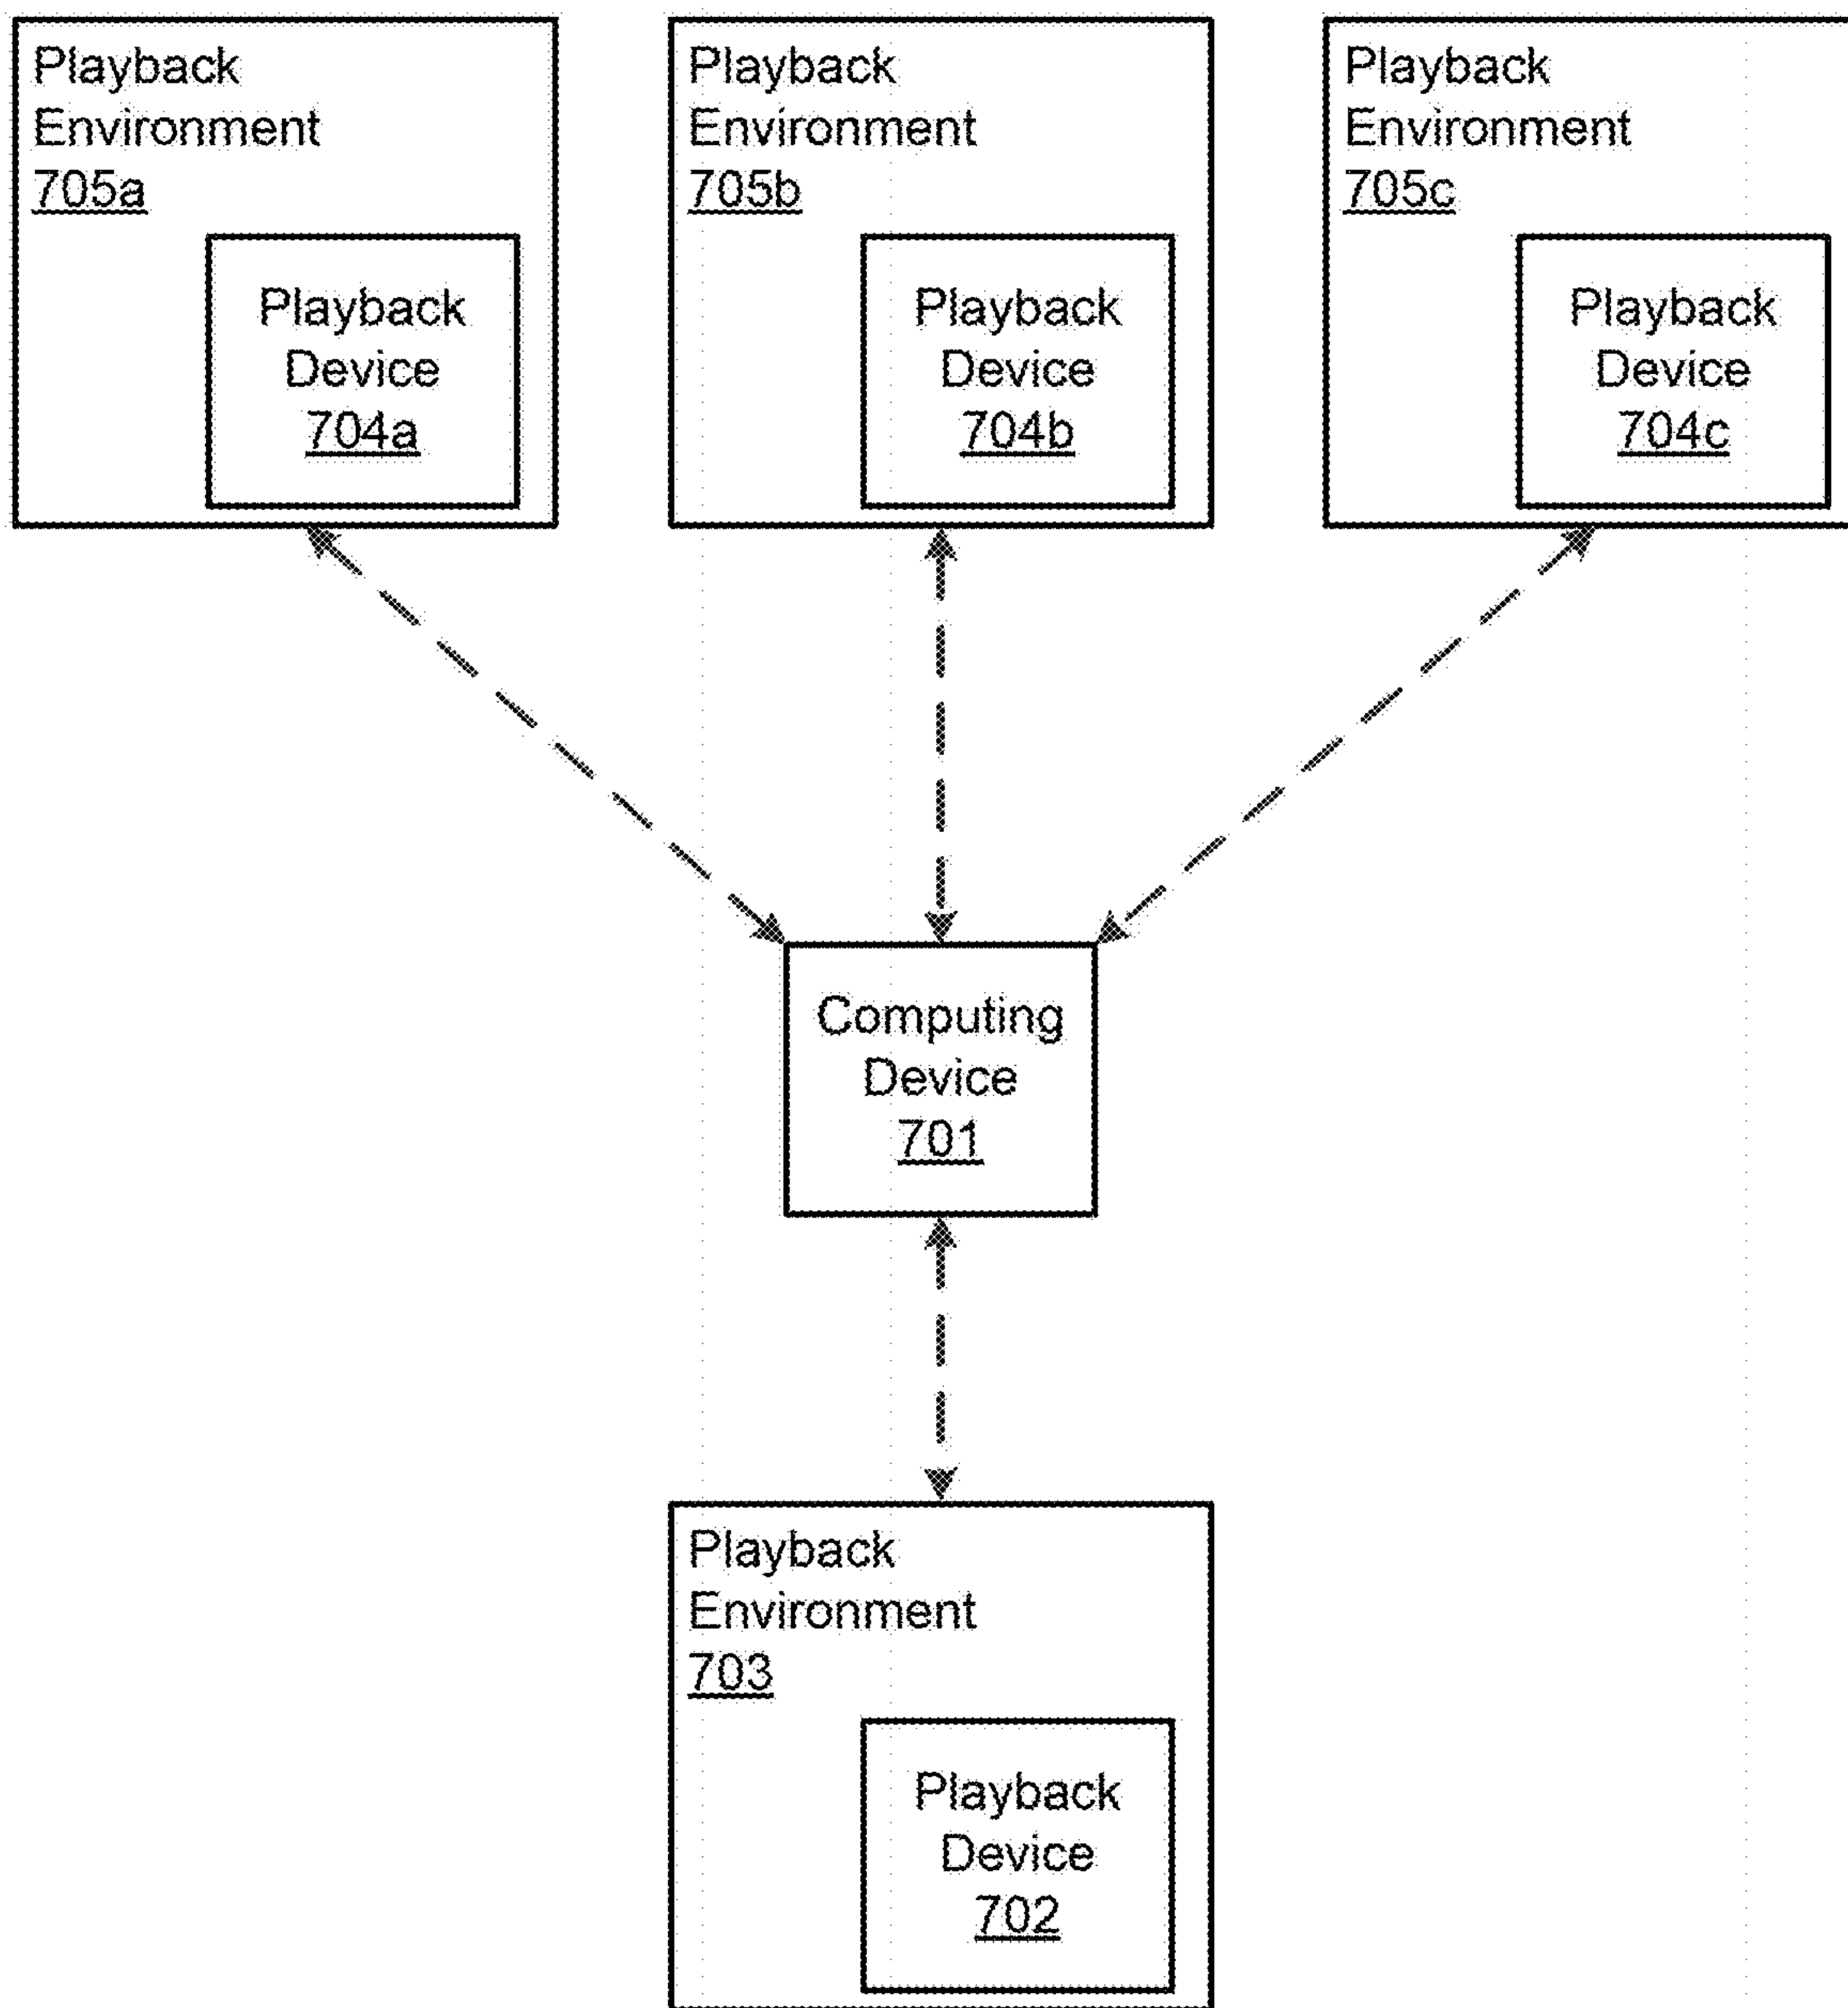 Playback
Environment
705a
Playback
Device
704a
Playback
Environment
705b
Playback
Device
704b
Playback
Environment
705c
Playback
Device
704c
Computing
Device
701
Playback
Environment
703
Playback
Device
702